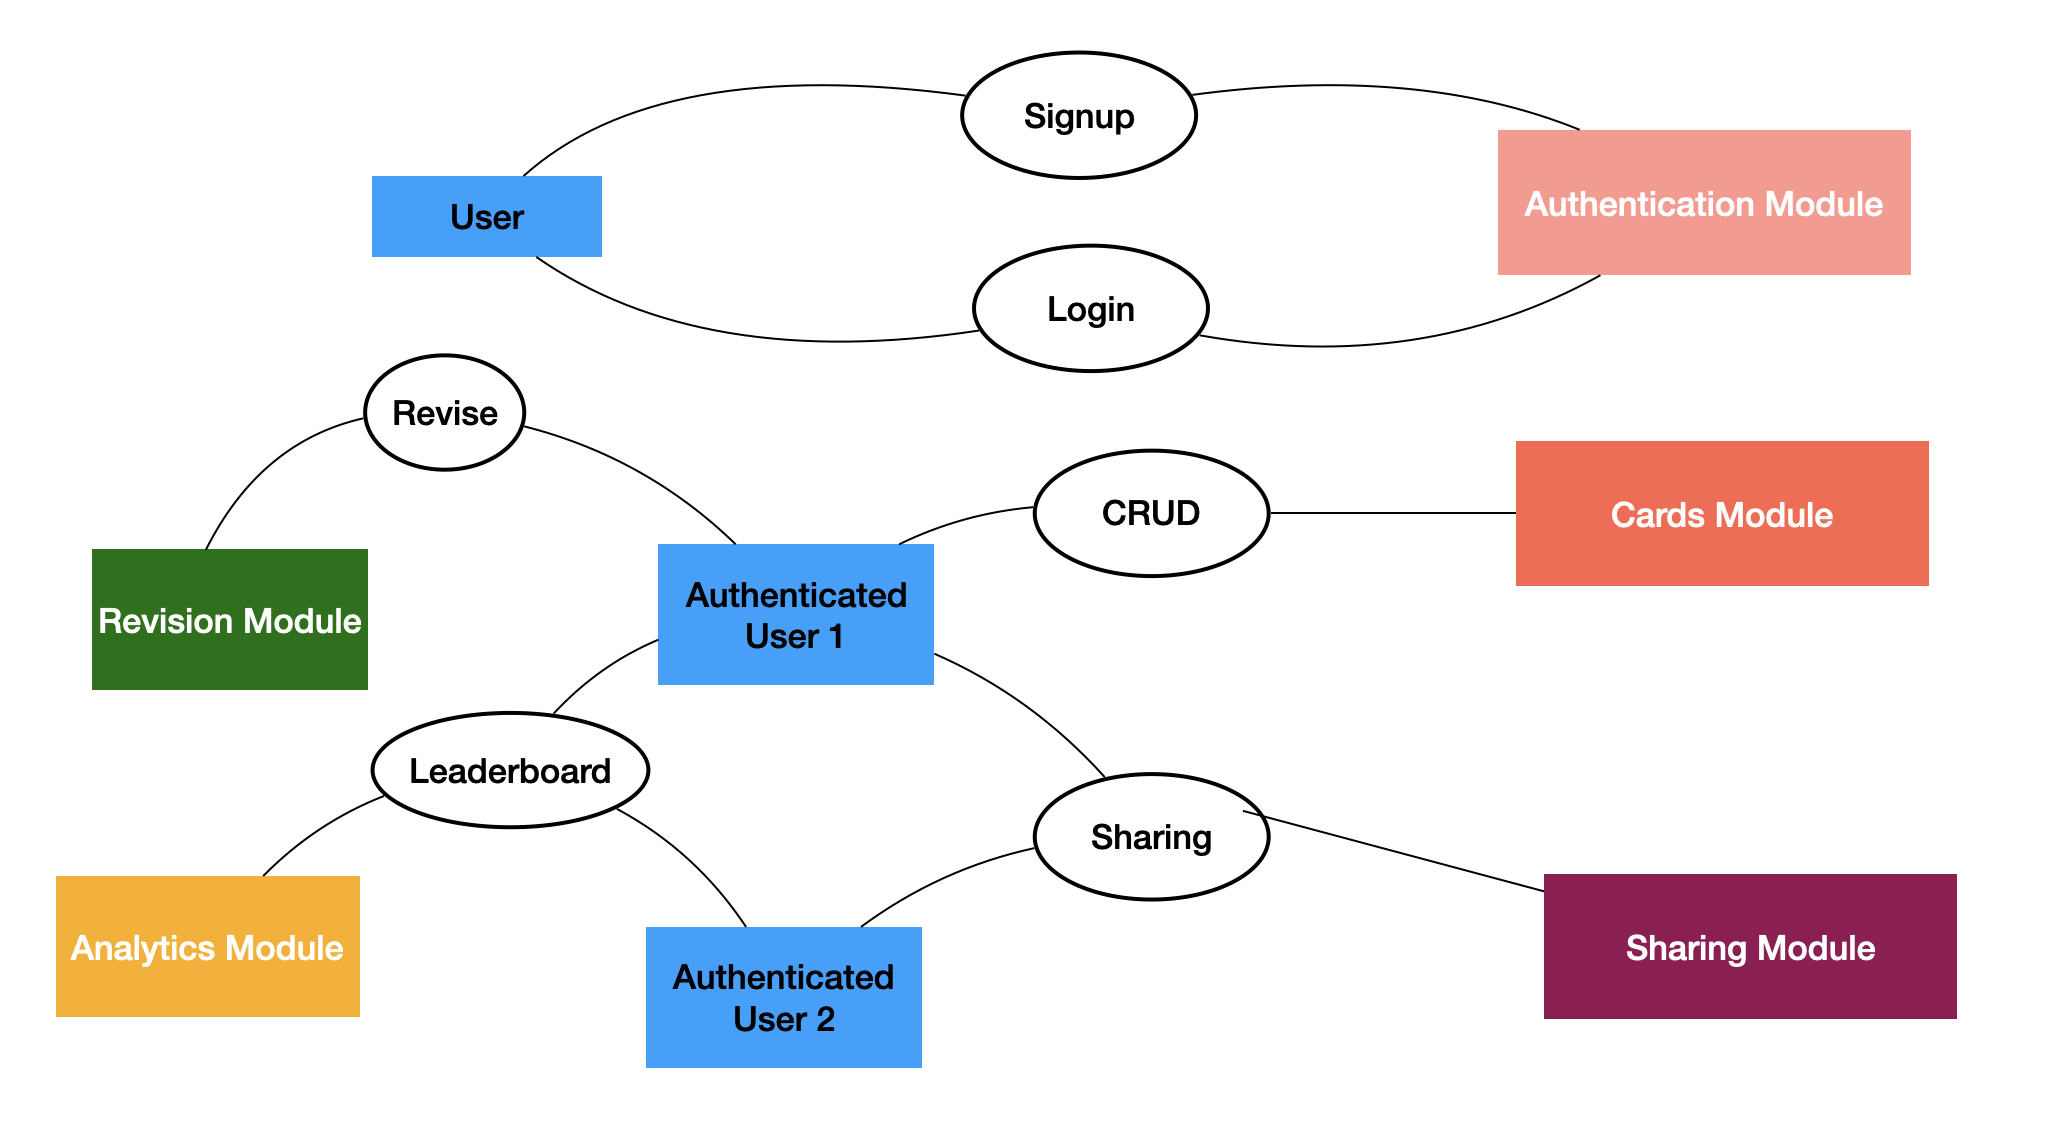 Signup
User
Authentication Module
Login
Revise
CRUD
Cards Module
Authenticated
User 1
Revision Module
Leaderboard
Sharing
Analytics Module
Authenticated
User 2
Sharing Module